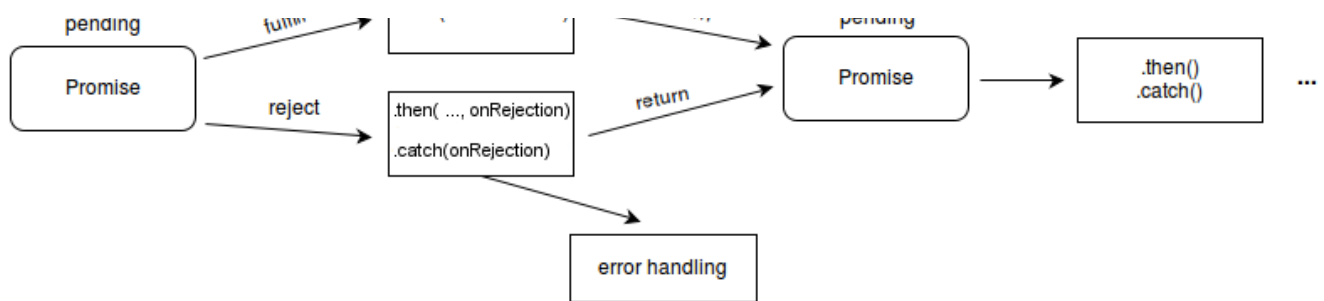 pending
pending
Promise
reject
.then( ..., onRejection)
.catch(onRejection)
return
Promise
.then()
.catch()
...
error handling